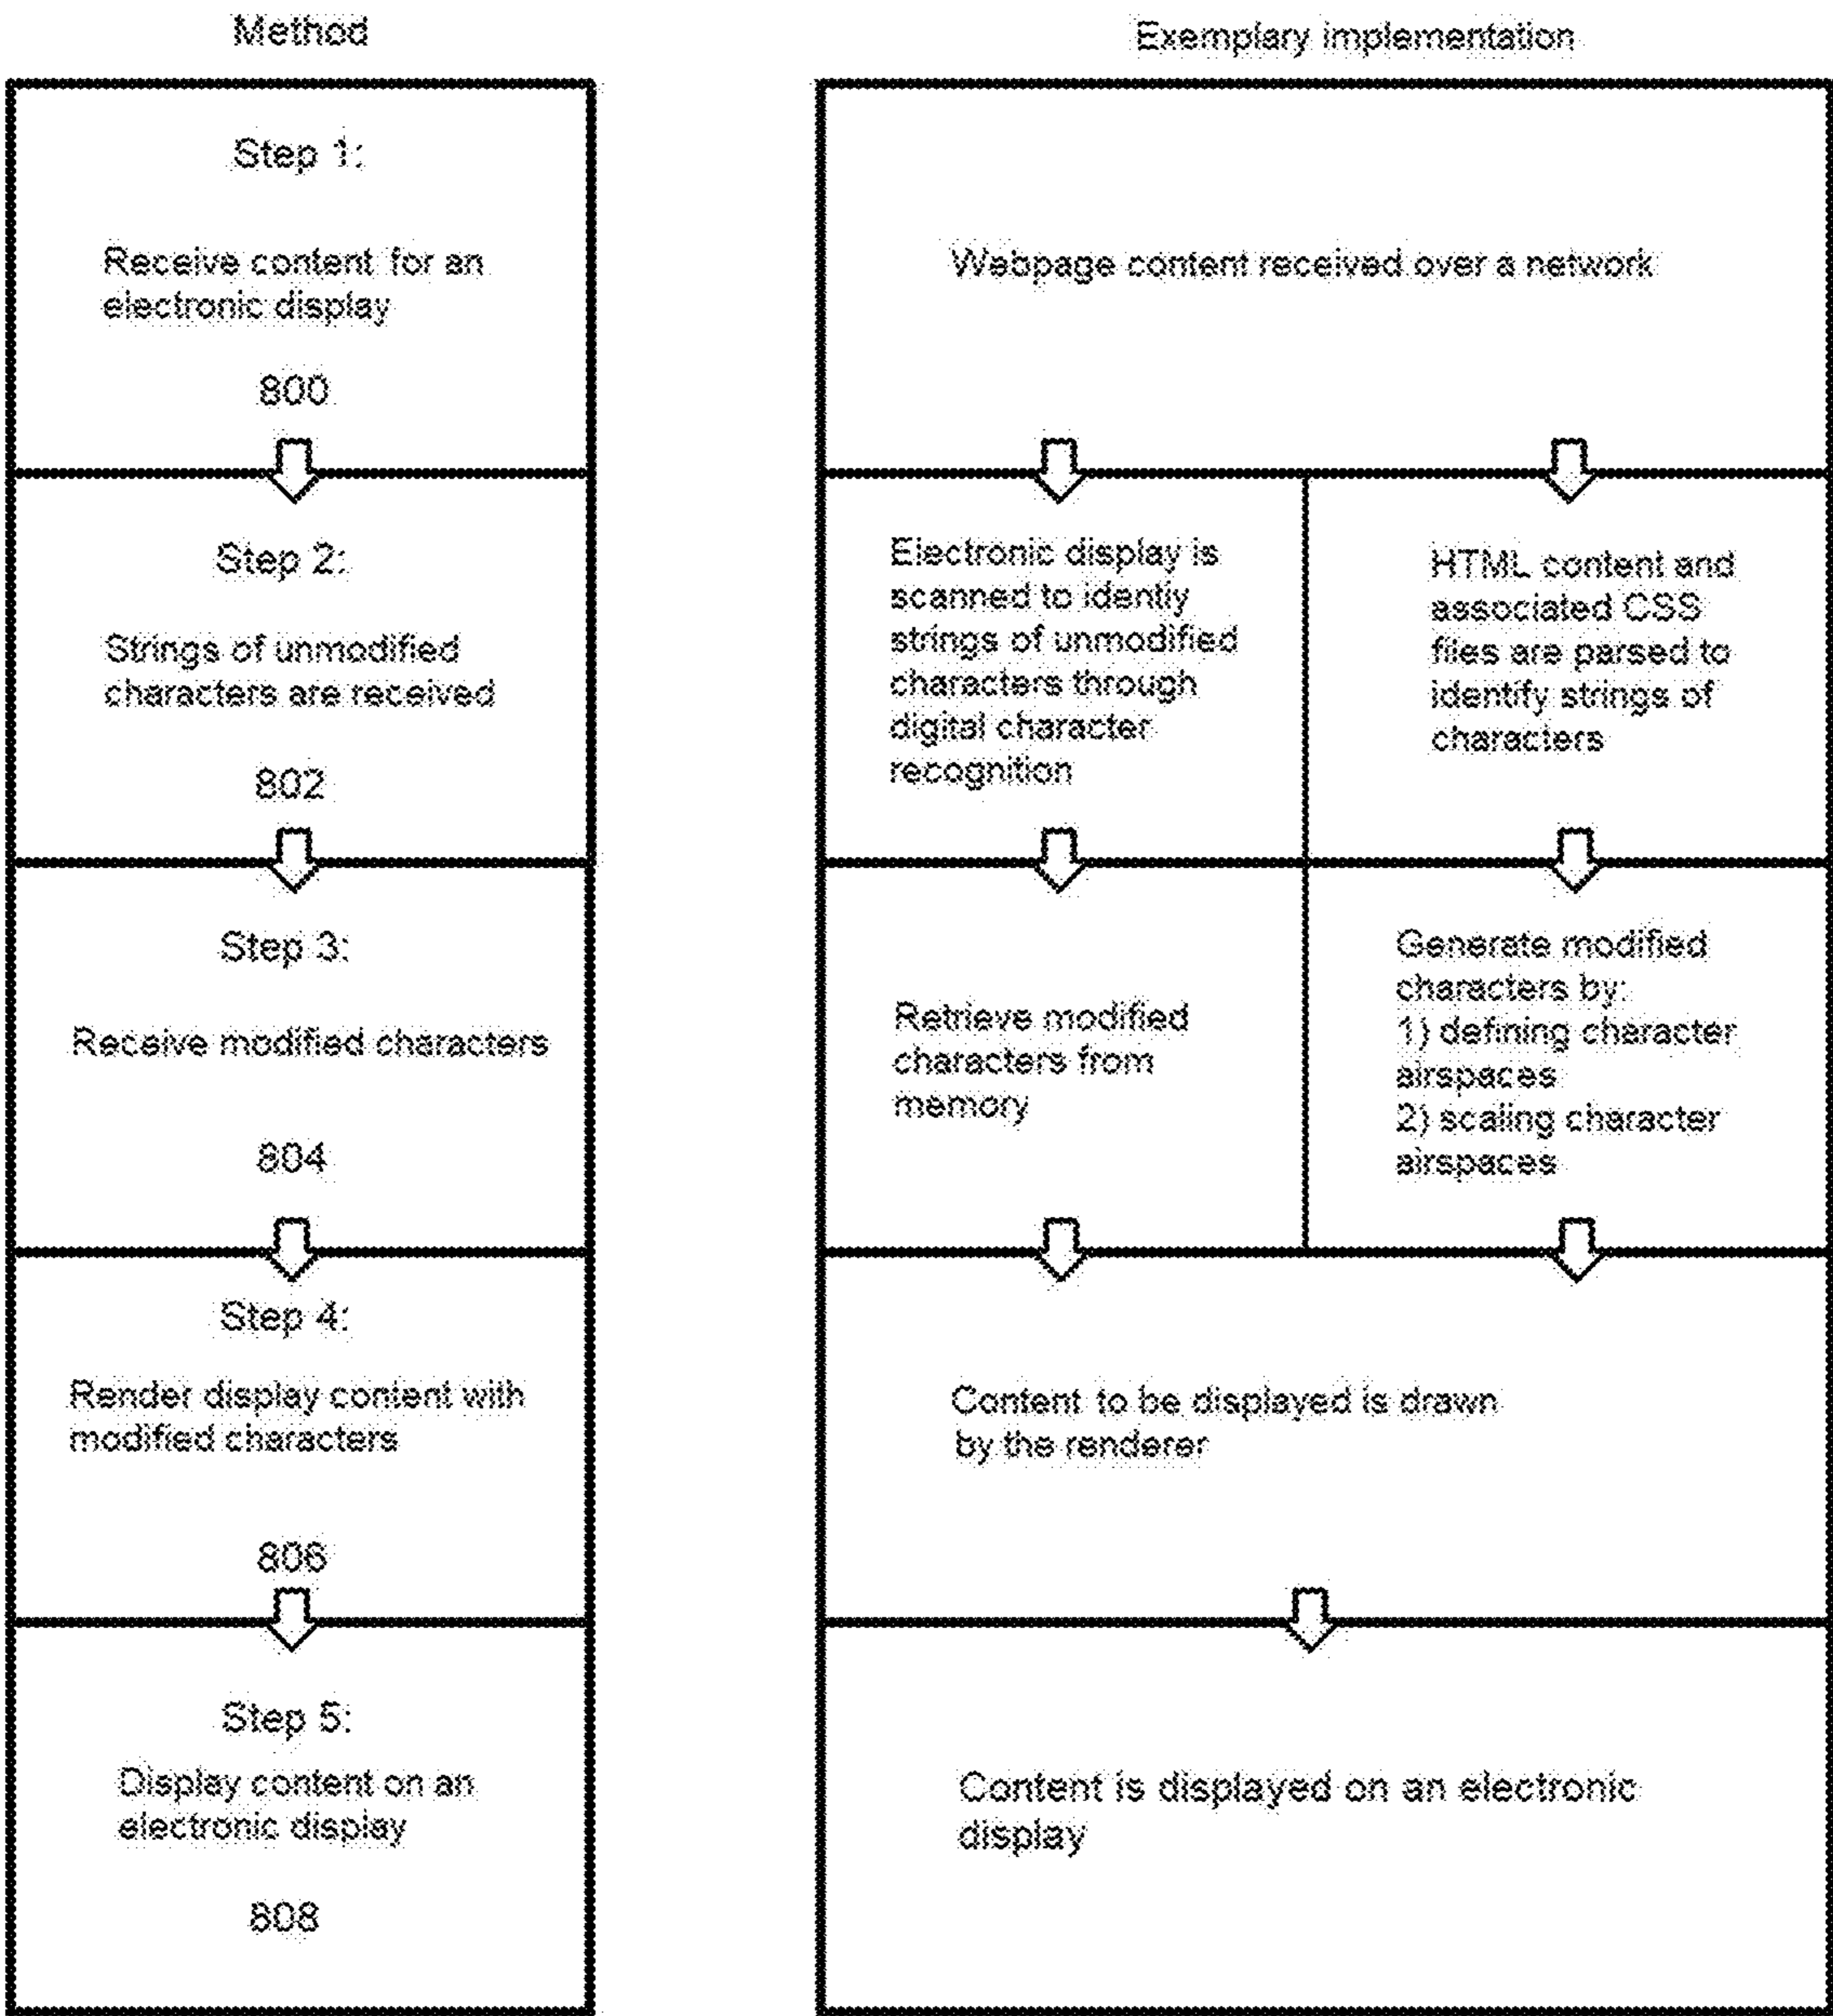 Method
Step 1:
Receive content for an
electronic display
800
Step 2:
Strings of unmodified
characters are received
802
Step 3:
Receive modified characters
804
Step 4:
Render display content with
modified characters
806
Step 5:
Display content on an
electronic display
808
Exemplary implementation
Webpage content received over a network
Electronic display is
scanned to identiy
strings of unmodified
characters through
digital character
recognition
HTML content and
associated CSS
files are parsed to
identify strings of
characters
Retrieve modified
characters from
memory
Generate modified
characters by:
1) defining character
airspaces
2) scaling character
airspaces
Content to be displayed is drawn
by the renderer
Content is displayed on an electronic
display